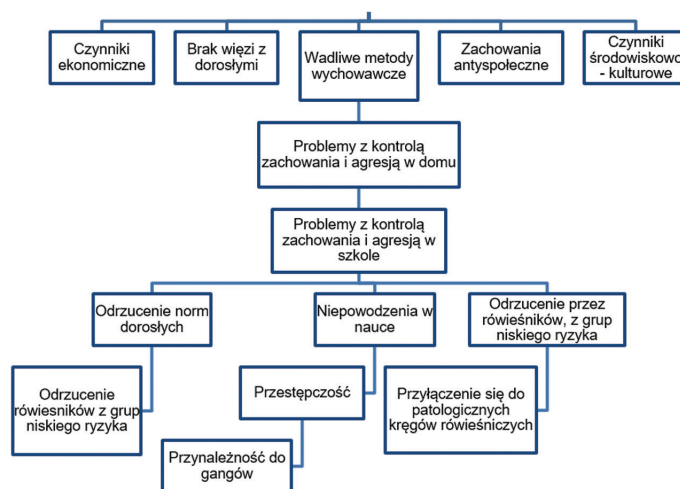 Czynniki
ekonomiczne
Brak więzi z
dorosłymi
Wadliwe metody
wychowawcze
Zachowania
antyspołeczne
Czynniki
środowiskowo
- kulturowe
Problemy z kontrolą
zachowania i agresją w domu
Problemy z kontrolą
zachowania i agresją w
szkole
Odrzucenie norm
dorosłych
Niepowodzenia w
nauce
Odrzucenie przez
rówieśników, z grup
niskiego ryzyka
Odrzucenie
rówiesników z grup
niskiego ryzyka
Przestępczość
Przyłączenie się do
patologicznych
kręgów rówieśniczych
Przynależność do
gangów